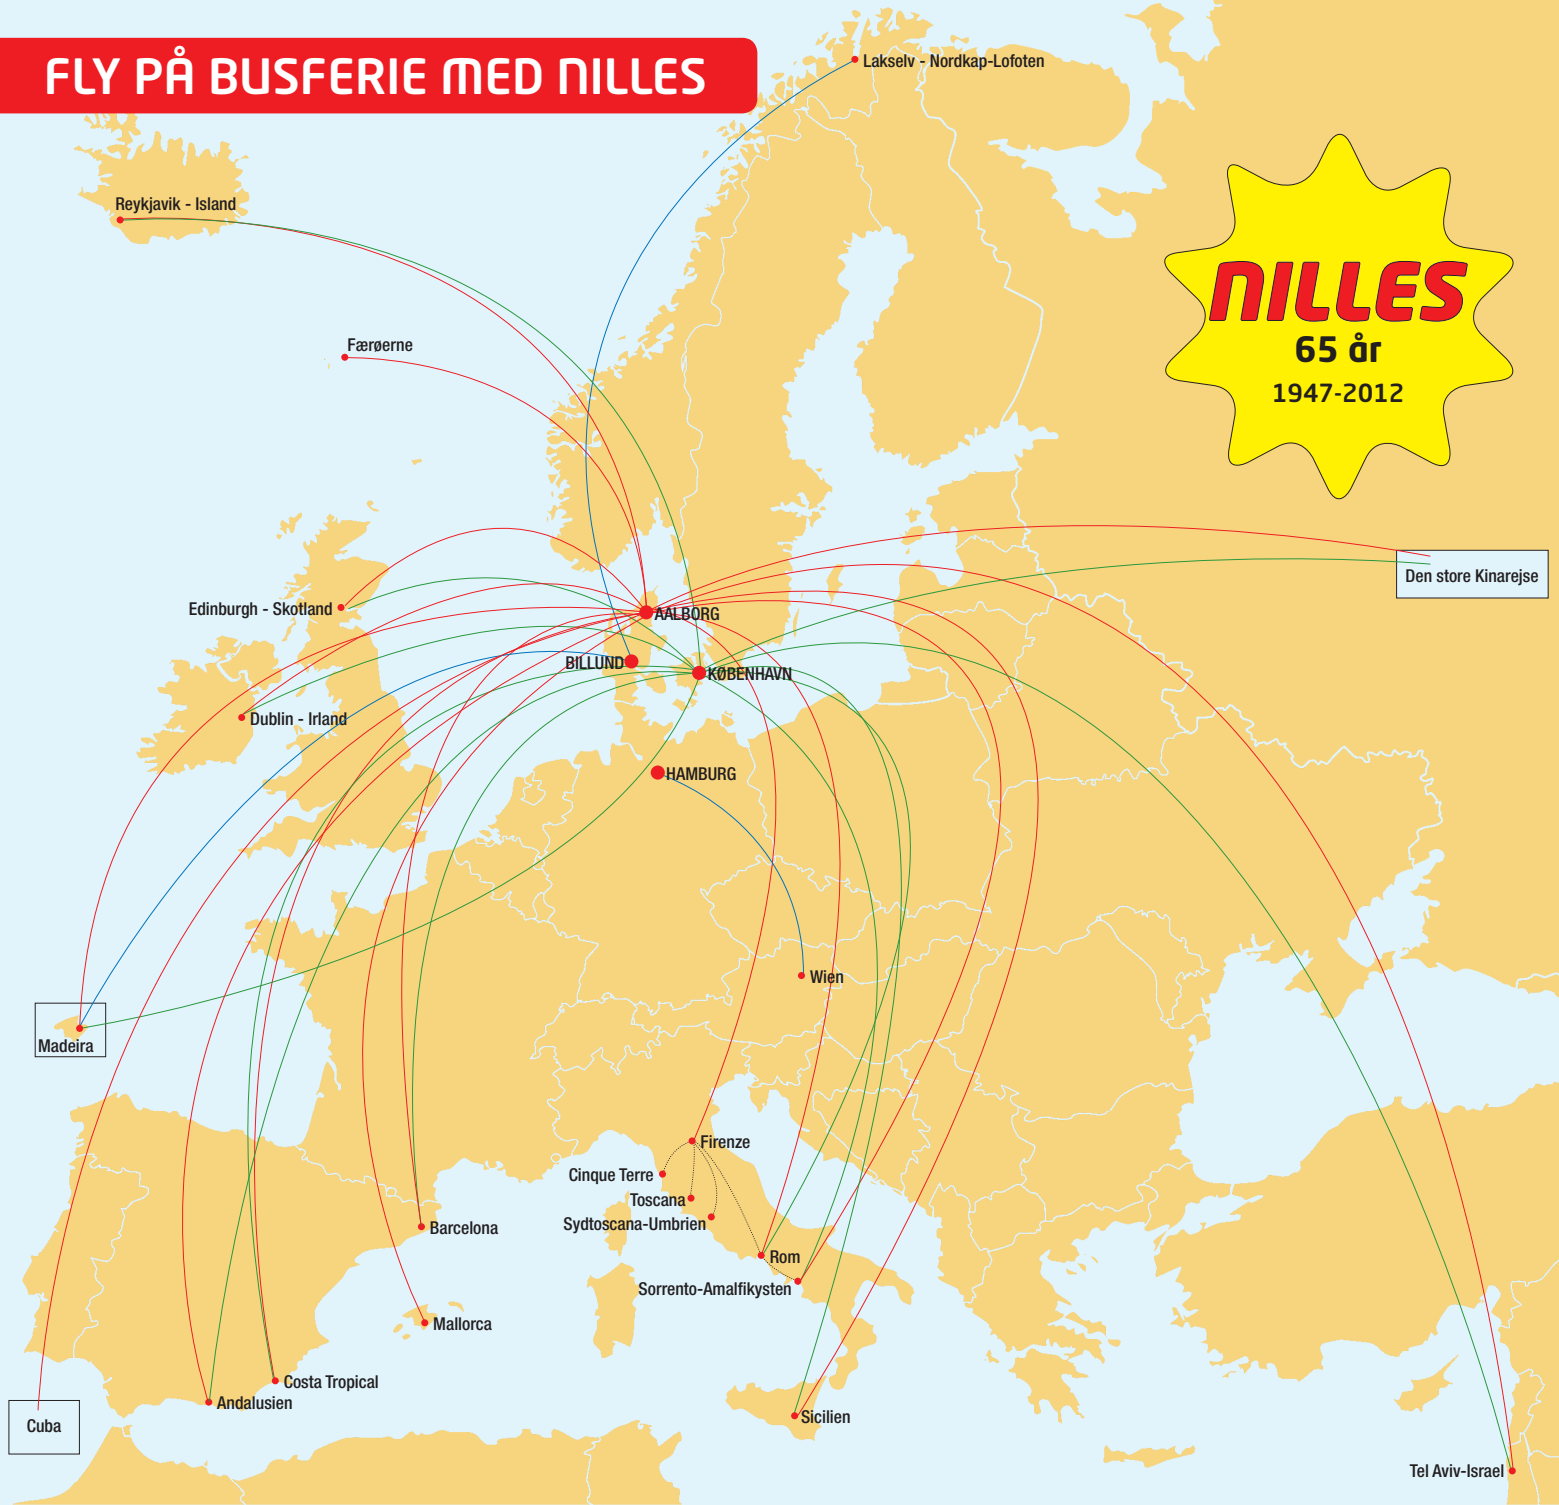 FLY PÅ BUSFERIE MED NILLES
Lakselv - Nordkap-Lofoten
Reykjavik - Island
NILLES
65 år
1947-2012
Færøerne
Den store Kinarejse
Edinburgh - Skotland
AALBORG
BILLUND
KØBENHAVN
Dublin - Irland
HAMBURG
Wien
Madeira
Firenze
Cinque Terre
Toscana
Sydtoscana-Umbrien
Barcelona
Rom
Sorrento-Amalfikysten
Mallorca
Costa Tropical
Andalusien
Sicilien
Cuba
Tel Aviv-Israel